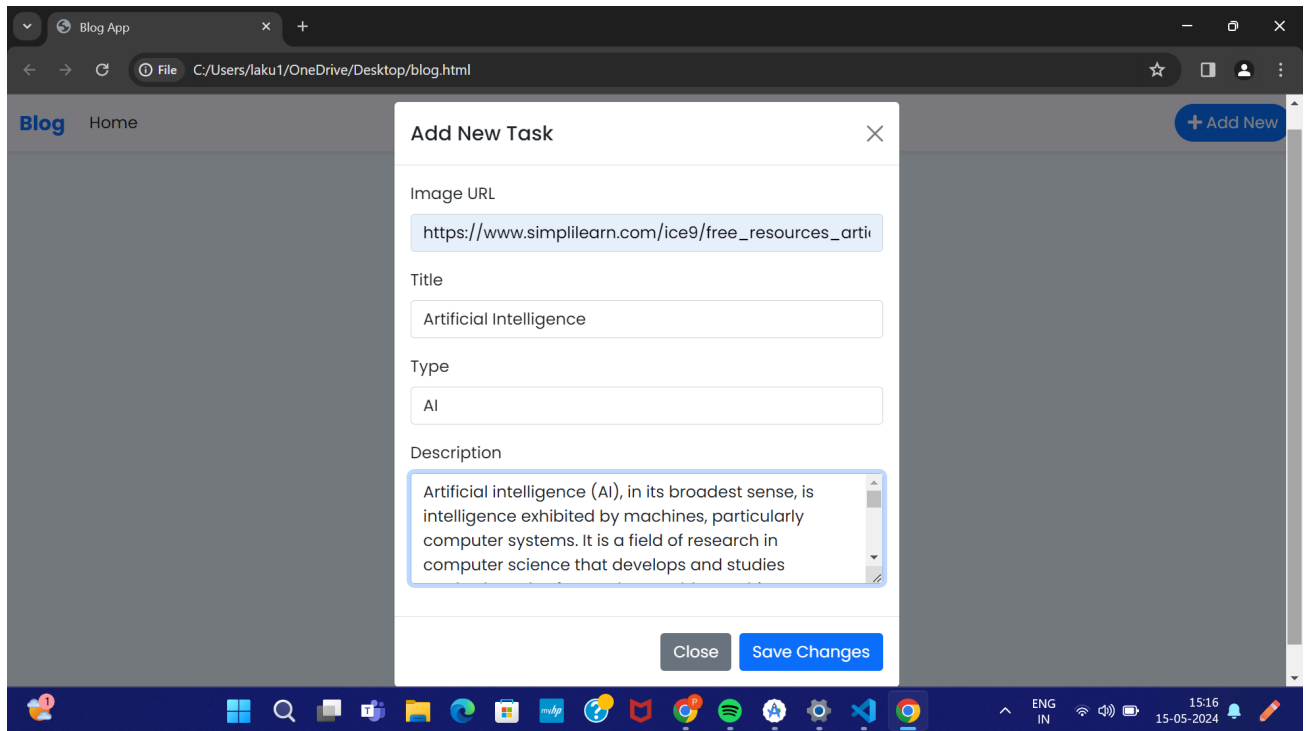 Blog App
File C:/Users/laku1/OneDrive/Desktop/blog.html
Blog Home
+ Add New
Add New Task
Image URL
https://www.simplilearn.com/ice9/free_resources_arti
Title
Artificial Intelligence
Type
AI
Description
Artificial intelligence (AI), in its broadest sense, is
intelligence exhibited by machines, particularly
computer systems. It is a field of research in
computer science that develops and studies
Close Save Changes
1
T
myhp
?
P
ENG
IN
15:16
15-05-2024